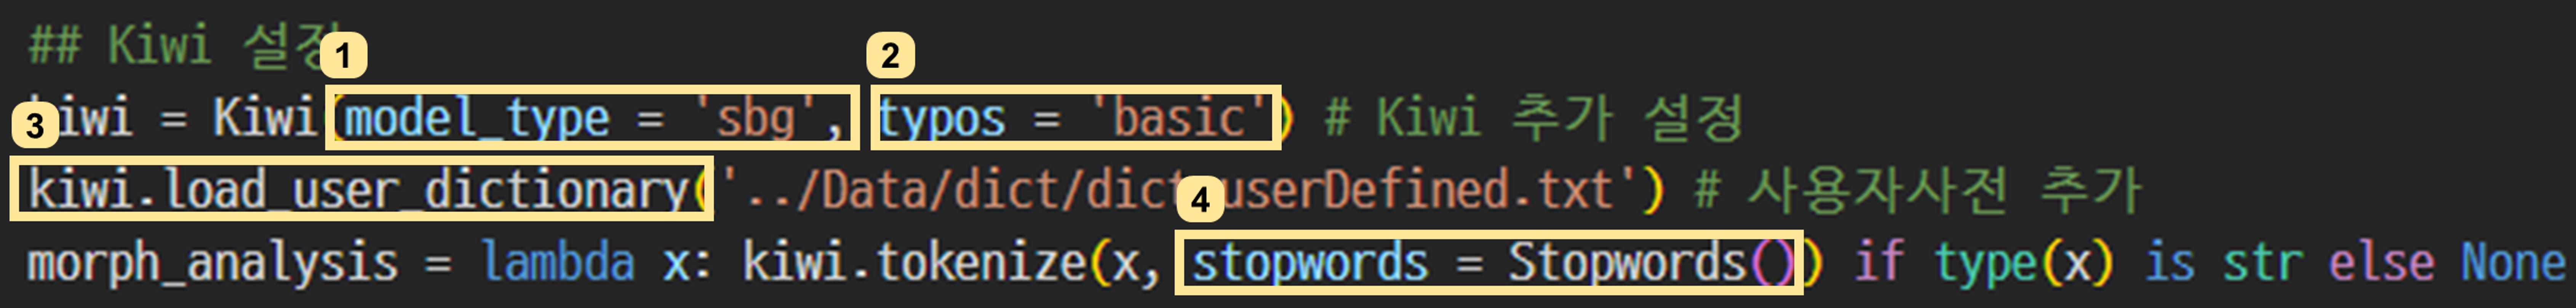 ## Kiwi 설정
1 2
kiwi = Kiwi(model_type = 'sbg', typos = 'basic') # Kiwi 추가 설정
3
kiwi.load_user_dictionary('../Data/dict/dict_userDefined.txt') # 사용자사전 추가
4
morph_analysis = lambda x: kiwi.tokenize(x, stopwords = Stopwords()) if type(x) is str else None